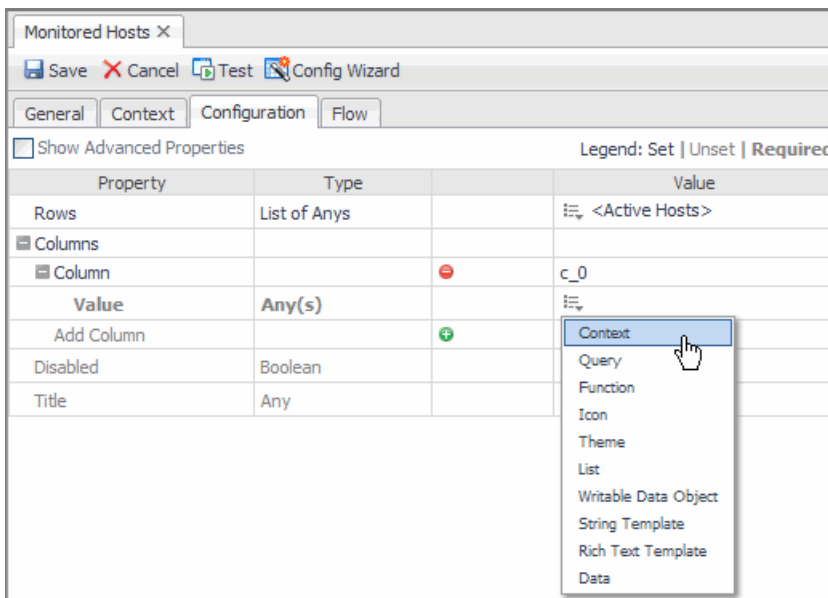 Monitored Hosts
Save Cancel Test Config Wizard
General Context Configuration Flow
Show Advanced Properties Legend: Set | Unset | Required
Property Type Value
Rows List of Anys <Active Hosts>
Columns
Column c_0
Value Any(s)
Add Column
Disabled Boolean
Title Any
Context
Query
Function
Icon
Theme
List
Writable Data Object
String Template
Rich Text Template
Data